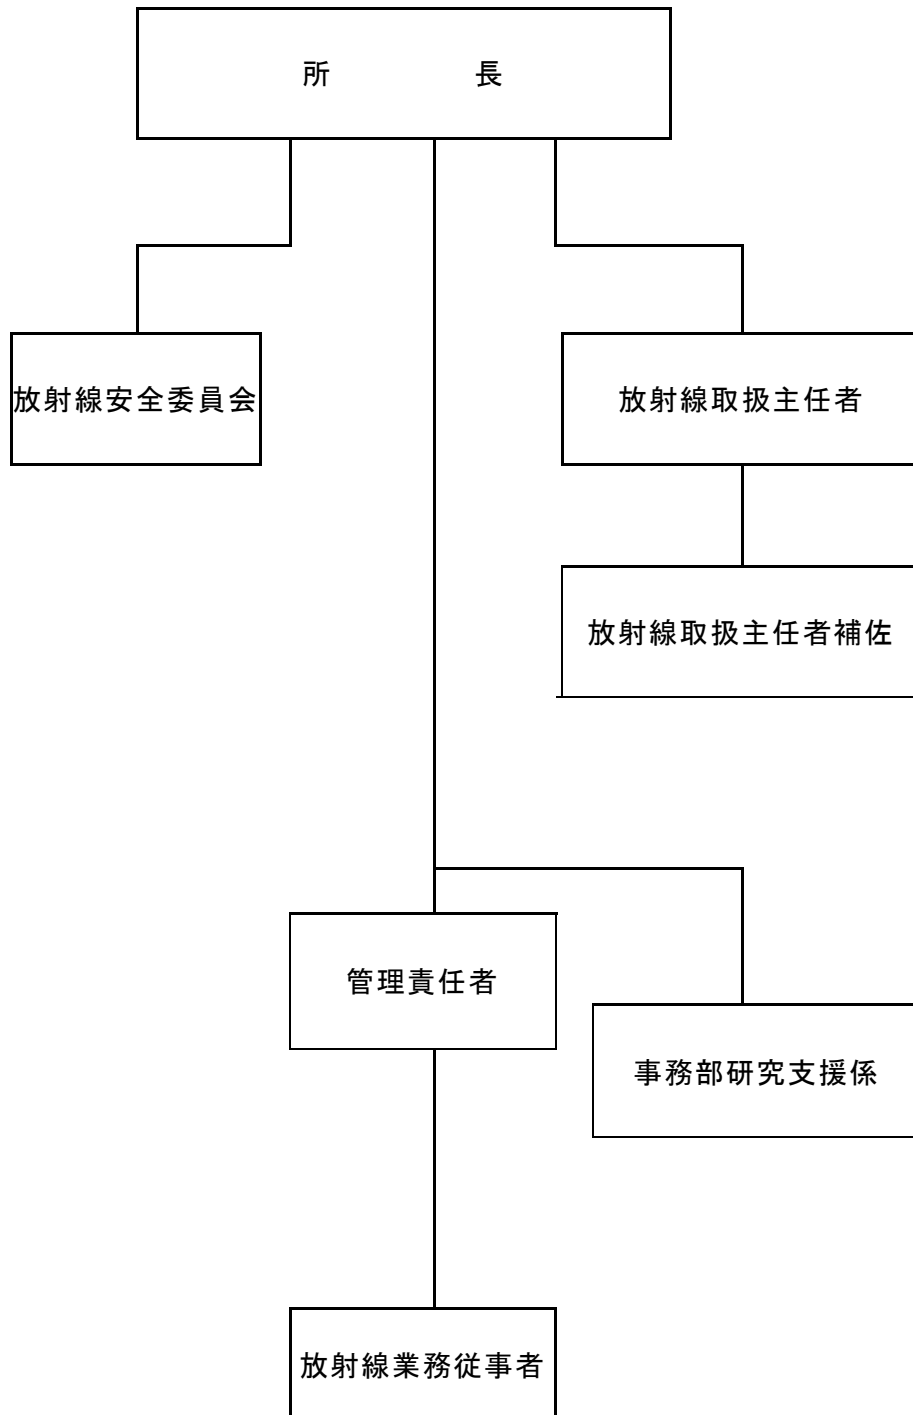 所　　　　　長
放射線安全委員会
放射線取扱主任者
放射線取扱主任者補佐
管理責任者
事務部研究支援係
放射線業務従事者